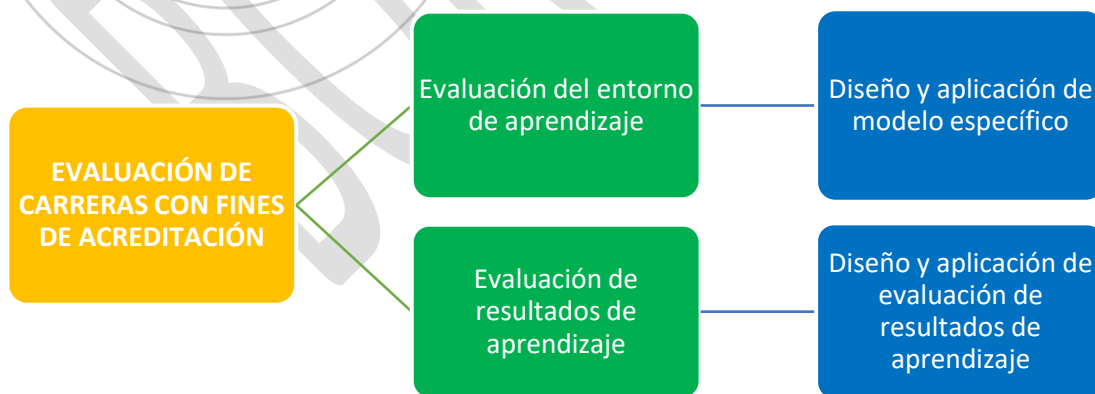 EVALUACIÓN DE
CARRERAS CON FINES
DE ACREDITACIÓN
Evaluación del entorno
de aprendizaje
Diseño y aplicación de
modelo específico
Evaluación de
resultados de
aprendizaje
Diseño y aplicación de
evaluación de
resultados de
aprendizaje